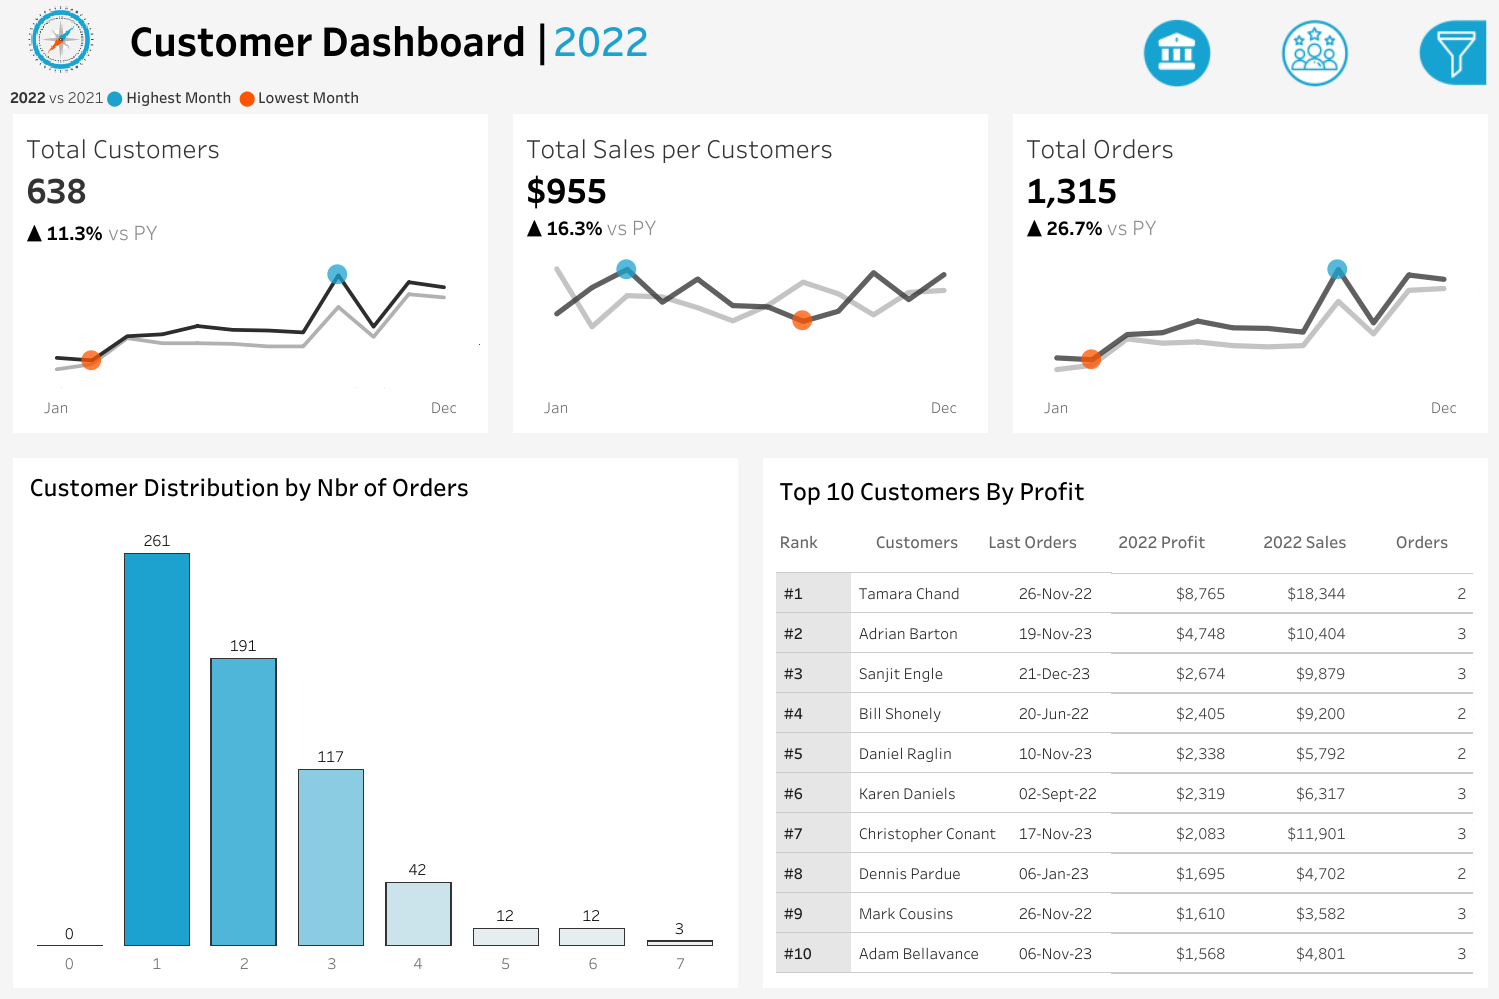 Customer Dashboard | 2022
2022 vs 2021 Highest Month Lowest Month
Total Customers
638
▲ 11.3% vs PY
Jan Dec
Total Sales per Customers
$955
▲ 16.3% vs PY
Jan Dec
Total Orders
1,315
▲ 26.7% vs PY
Jan Dec
Customer Distribution by Nbr of Orders
261
191
117
42
12 12
3
0
0 1 2 3 4 5 6 7
Top 10 Customers By Profit
Rank Customers Last Orders 2022 Profit 2022 Sales Orders
#1 Tamara Chand 26-Nov-22 $8,765 $18,344 2
#2 Adrian Barton 19-Nov-23 $4,748 $10,404 3
#3 Sanjit Engle 21-Dec-23 $2,674 $9,879 3
#4 Bill Shonely 20-Jun-22 $2,405 $9,200 2
#5 Daniel Raglin 10-Nov-23 $2,338 $5,792 2
#6 Karen Daniels 02-Sept-22 $2,319 $6,317 3
#7 Christopher Conant 17-Nov-23 $2,083 $11,901 3
#8 Dennis Pardue 06-Jan-23 $1,695 $4,702 2
#9 Mark Cousins 26-Nov-22 $1,610 $3,582 3
#10 Adam Bellavance 06-Nov-23 $1,568 $4,801 3